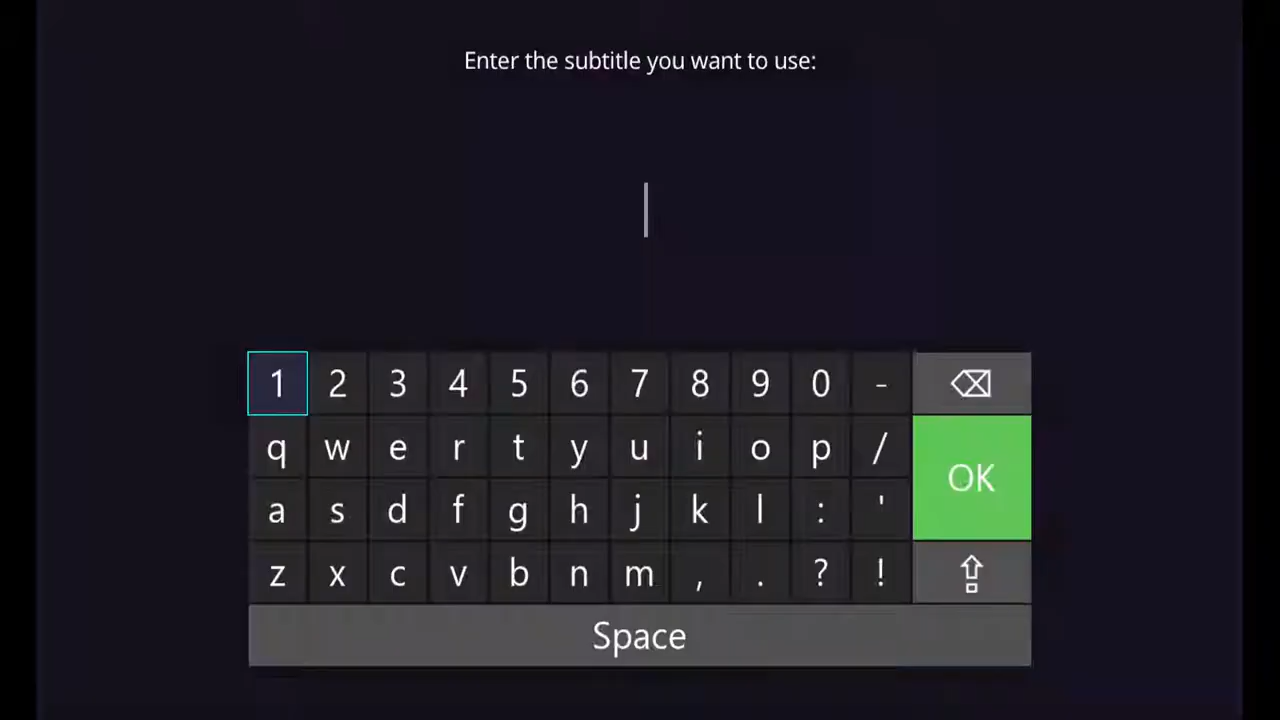 Enter the subtitle you want to use:
1 2 3 4 5 6 7 8 9 0 -
q w e r t y u i o p /
OK
a s d f g h j k l : '
z x c v b n m , . ? !
Space